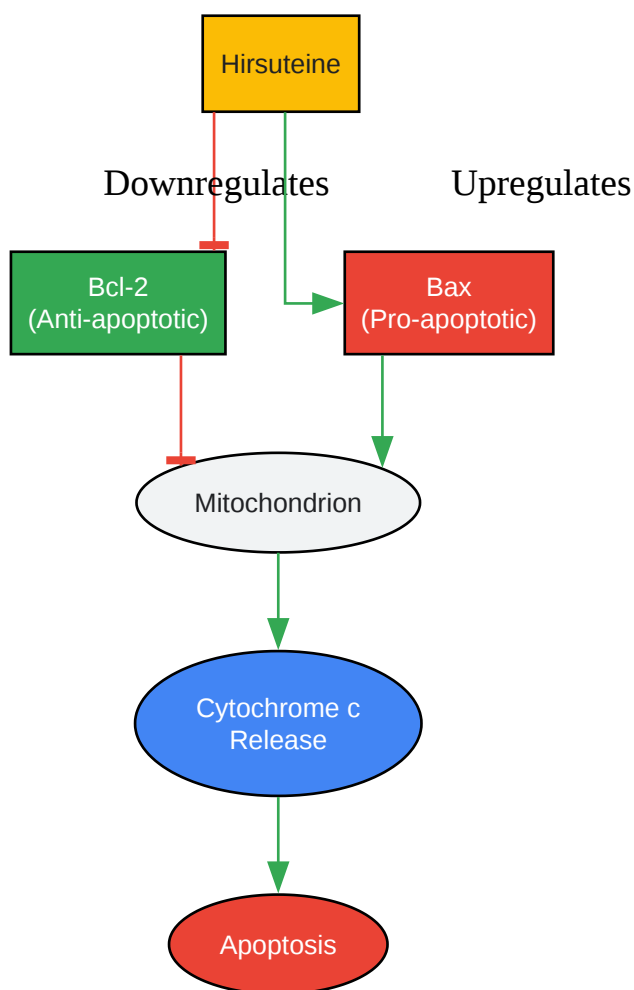 Hirsuteine
Downregulates
Upregulates
Bcl-2
(Anti-apoptotic)
Bax
(Pro-apoptotic)
Mitochondrion
Cytochrome c
Release
Apoptosis